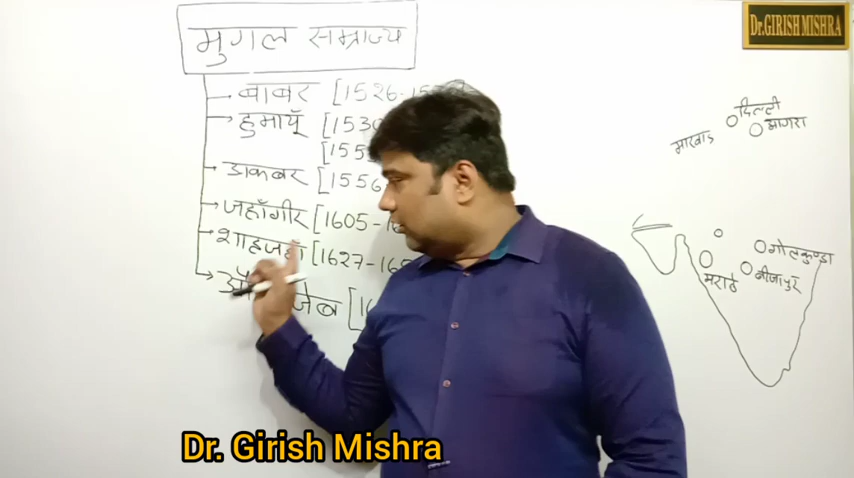 मुगल सम्राज्य
बाबर [1526-
हुमायूँ [1530
[155
अकबर [1556
जहाँगीर [1605-
शाहजहाँ [1627-
जेब
Dr. GIRISH MISHRA
दिल्ली
आगरा
मारवाड
गोलकुण्डा
बीजापुर
मराठे
Dr. Girish Mishra